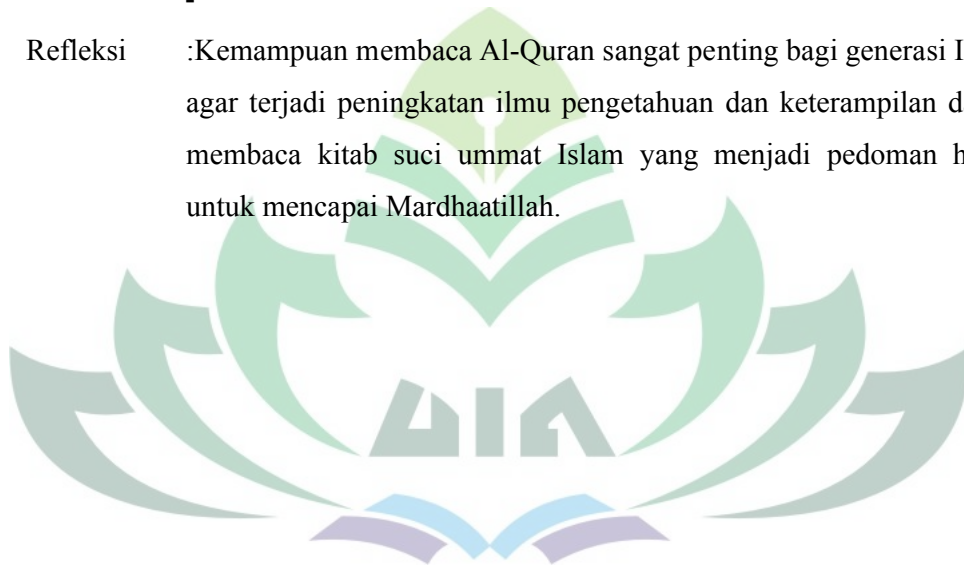 Refleksi :Kemampuan membaca Al-Quran sangat penting bagi generasi
agar terjadi peningkatan ilmu pengetahuan dan keterampilan
membaca kitab suci ummat Islam yang menjadi pedoman
untuk mencapai Mardhaatillah.
UIN